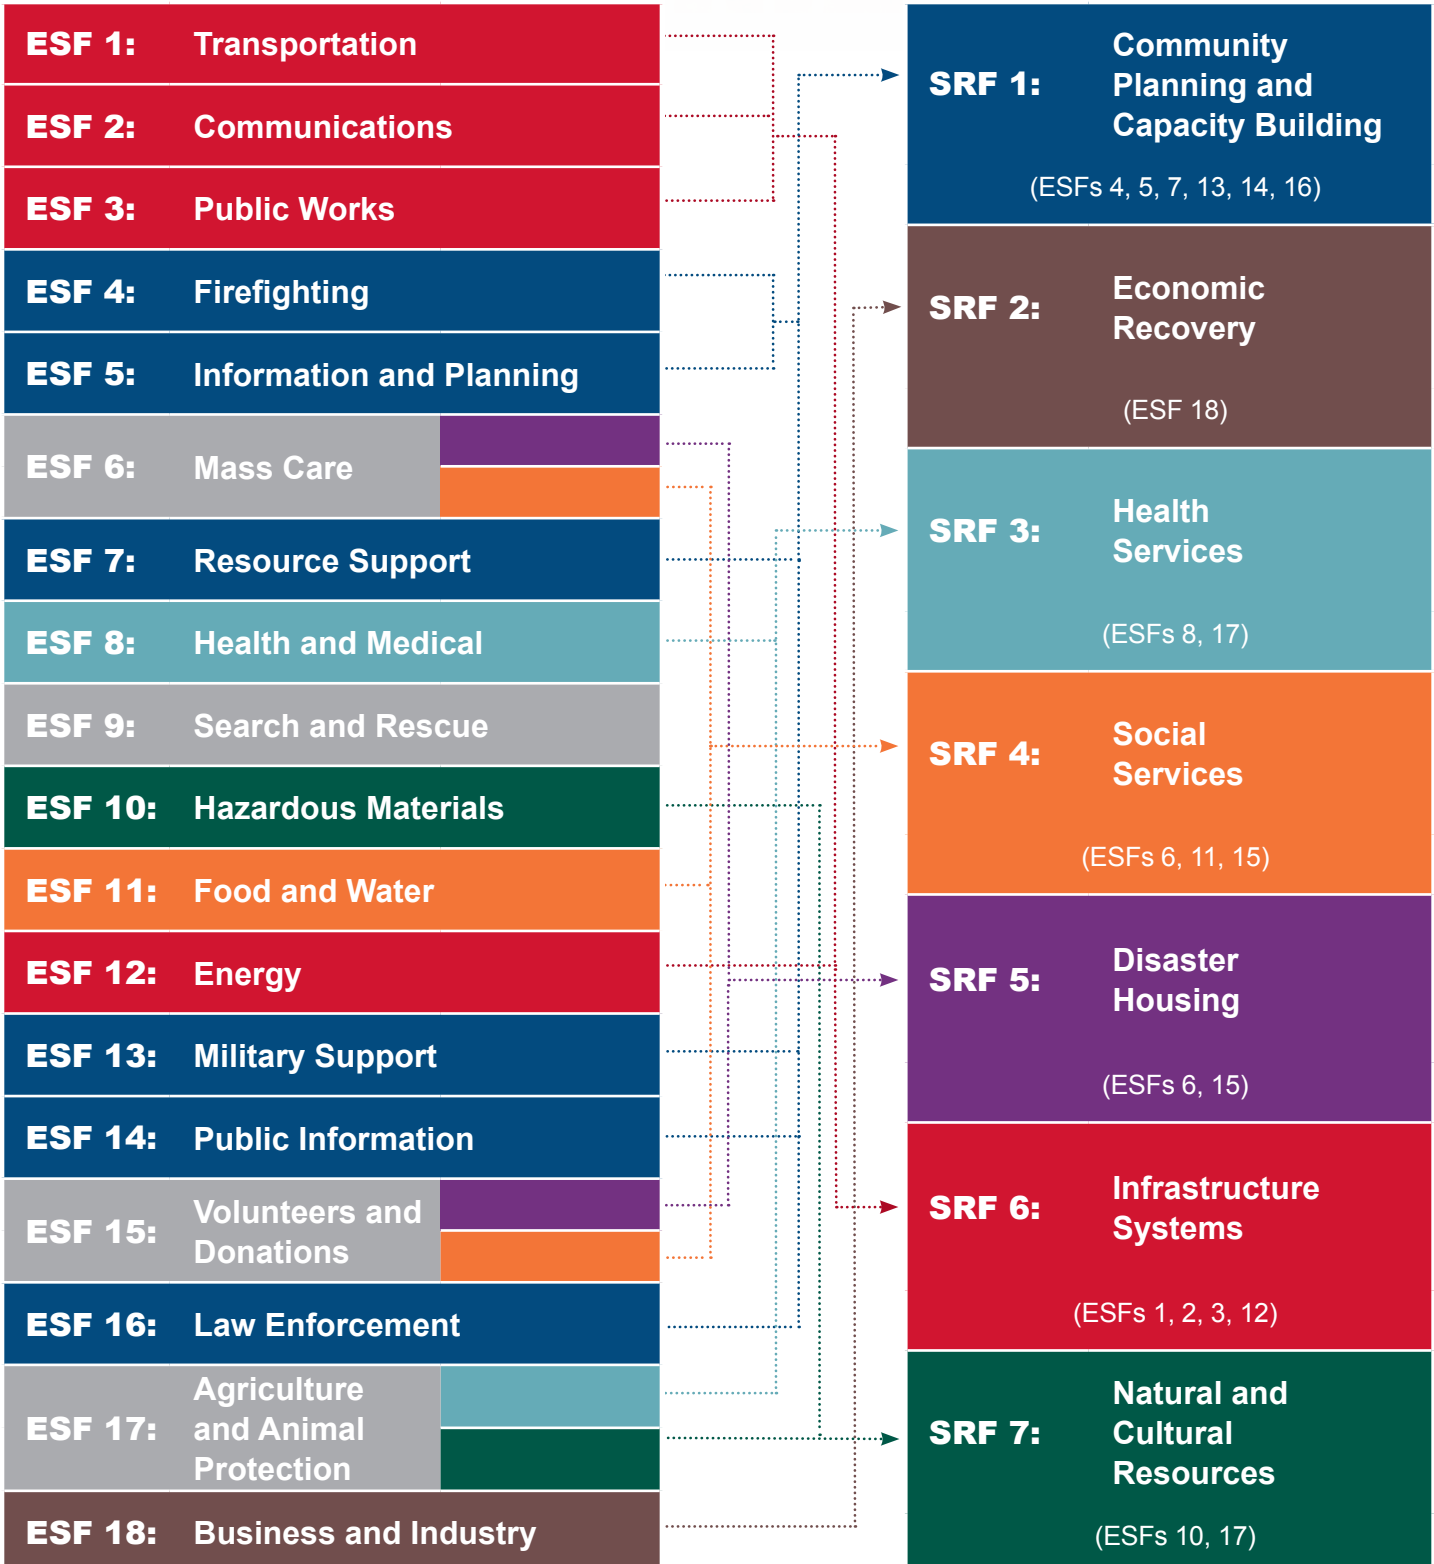 ESF 1: Transportation
ESF 2: Communications
ESF 3: Public Works
ESF 4: Firefighting
ESF 5: Information and Planning
ESF 6: Mass Care
ESF 7: Resource Support
ESF 8: Health and Medical
ESF 9: Search and Rescue
ESF 10: Hazardous Materials
ESF 11: Food and Water
ESF 12: Energy
ESF 13: Military Support
ESF 14: Public Information
ESF 15: Volunteers and
Donations
ESF 16: Law Enforcement
ESF 17: Agriculture
and Animal
Protection
ESF 18: Business and Industry
SRF 1: Community
Planning and
Capacity Building
(ESFs 4, 5, 7, 13, 14, 16)
SRF 2: Economic
Recovery
(ESF 18)
SRF 3: Health
Services
(ESFs 8, 17)
SRF 4: Social
Services
(ESFs 6, 11, 15)
SRF 5: Disaster
Housing
(ESFs 6, 15)
SRF 6: Infrastructure
Systems
(ESFs 1, 2, 3, 12)
SRF 7: Natural and
Cultural
Resources
(ESFs 10, 17)